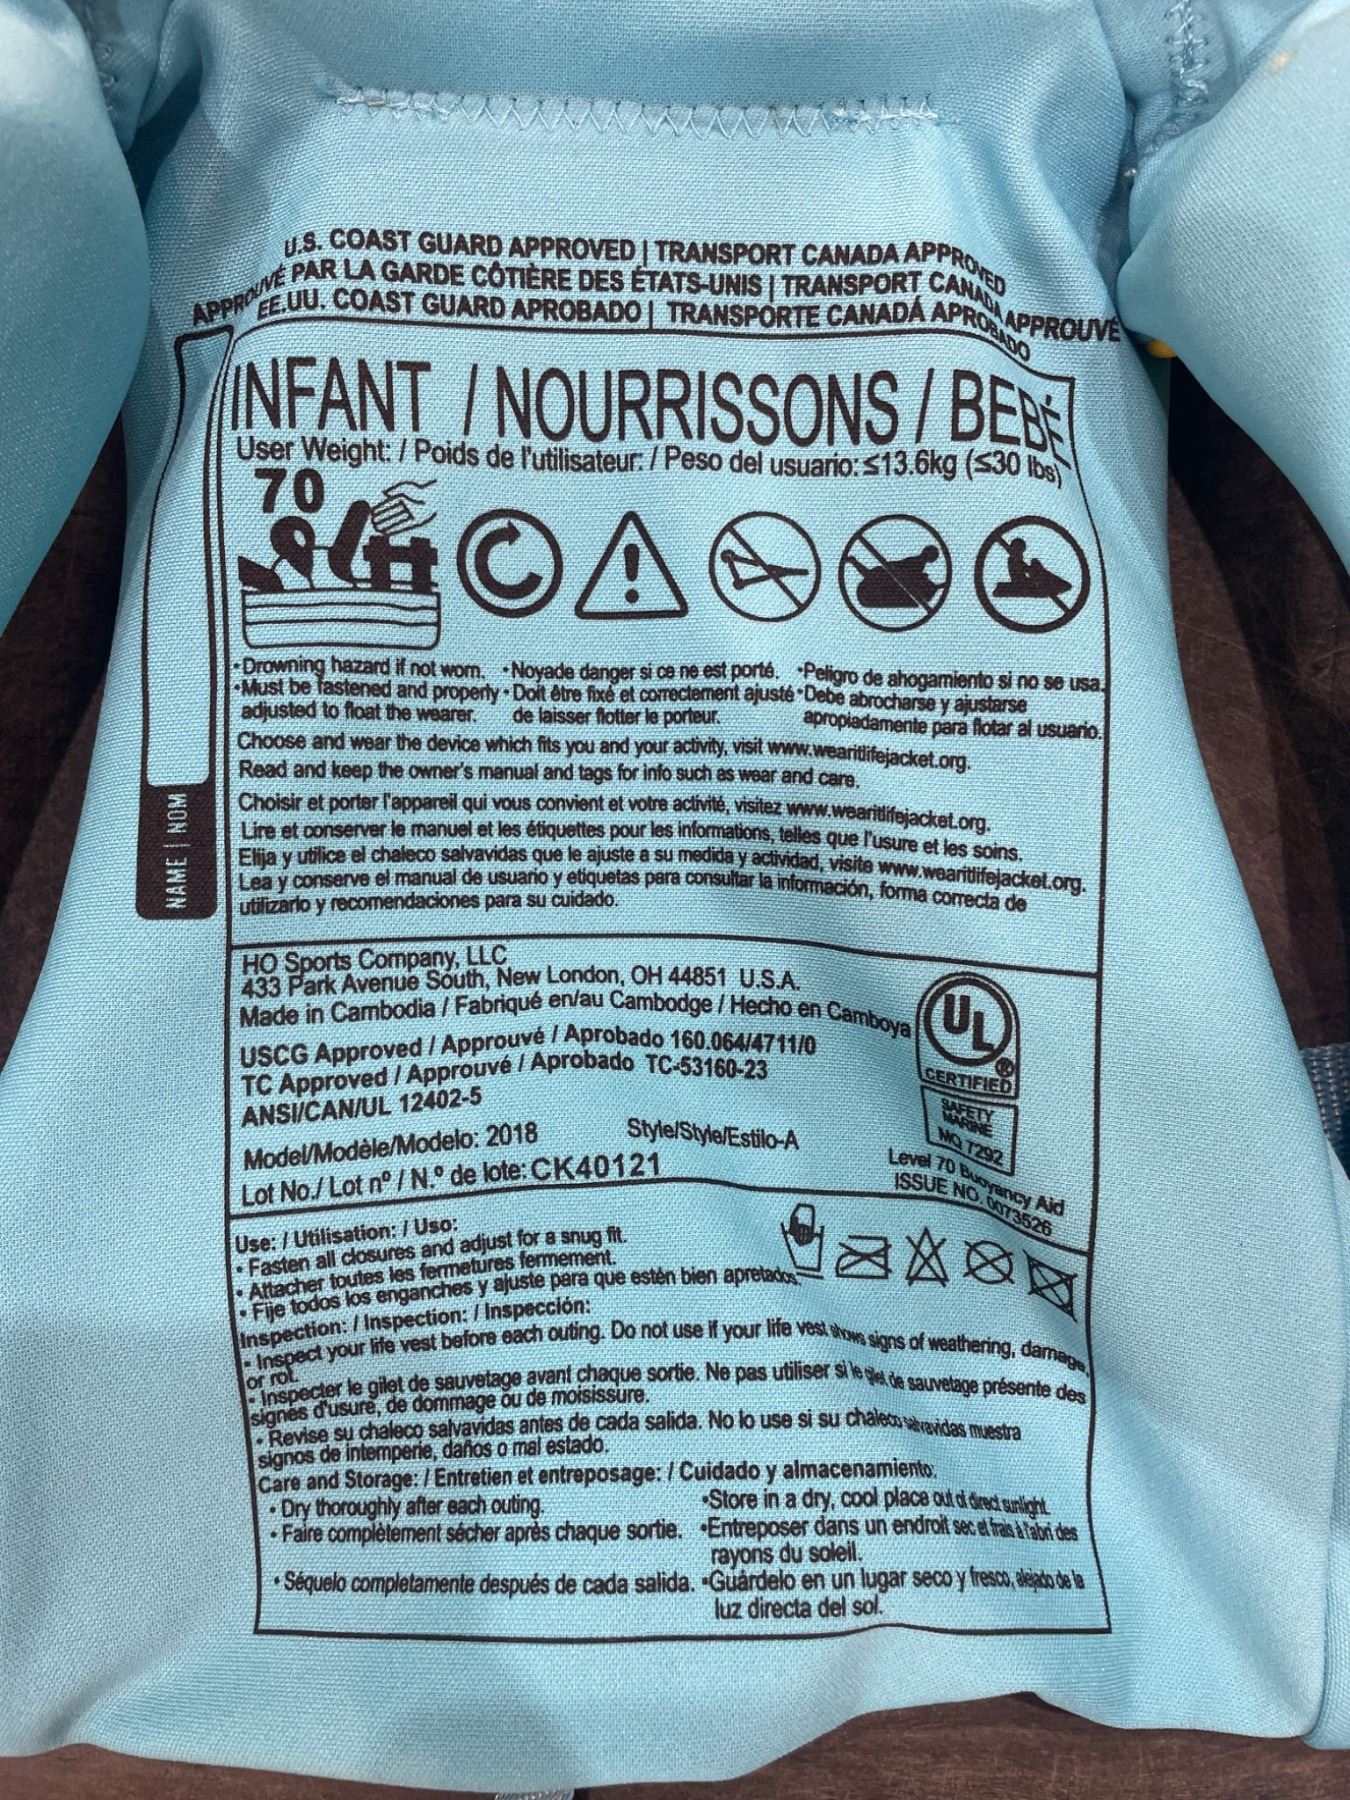 U.S. COAST GUARD APPROVED | TRANSPORT CANADA APPROVED
APPROUVÉ PAR LA GARDE CÔTIÈRE DES ÉTATS-UNIS | TRANSPORT CANADA APPROUVÉ
EE.UU. COAST GUARD APROBADO | TRANSPORTE CANADÁ APROBADO
INFANT / NOURRISSONS / BEBÉ
User Weight: / Poids de l'utilisateur: / Peso del usuario: ≤13.6kg (≤30 lbs)
70
•Drowning hazard if not worn. •Noyade danger si ce ne est porté. •Peligro de ahogamiento si no se usa.
•Must be fastened and properly •Doit être fixé et correctement ajusté •Debe abrocharse y ajustarse
adjusted to float the wearer. de laisser flotter le porteur. apropiadamente para flotar al usuario.
Choose and wear the device which fits you and your activity, visit www.wearitlifejacket.org.
Read and keep the owner's manual and tags for info such as wear and care.
Choisir et porter l'appareil qui vous convient et votre activité, visitez www.wearitlifejacket.org.
Lire et conserver le manuel et les étiquettes pour les informations, telles que l'usure et les soins.
Elija y utilice el chaleco salvavidas que le ajuste a su medida y actividad, visite www.wearitlifejacket.org.
Lea y conserve el manual de usuario y etiquetas para consultar la información, forma correcta de
utilizarlo y recomendaciones para su cuidado.
NAME | NOM
HO Sports Company, LLC
433 Park Avenue South, New London, OH 44851 U.S.A.
Made in Cambodia / Fabriqué en/au Cambodge / Hecho en Camboya
USCG Approved / Approuvé / Aprobado 160.064/4711/0
TC Approved / Approuvé / Aprobado TC-53160-23
ANSI/CAN/UL 12402-5
Model/Modèle/Modelo: 2018 Style/Style/Estilo-A
Lot No./ Lot nº / N.º de lote: CK40121
UL ®
CERTIFIED
SAFETY
MARINE
MQ 7292
Level 70 Buoyancy Aid
ISSUE NO. 0073526
Use: / Utilisation: / Uso:
• Fasten all closures and adjust for a snug fit.
• Attacher toutes les fermetures fermement.
• Fije todos los enganches y ajuste para que estén bien apretados
Inspection: / Inspection: / Inspección:
• Inspect your life vest before each outing. Do not use if your life vest shows signs of weathering, damage,
or rot.
• Inspecter le gilet de sauvetage avant chaque sortie. Ne pas utiliser si le gilet de sauvetage présente des
signes d'usure, de dommage ou de moisissure.
• Revise su chaleco salvavidas antes de cada salida. No lo use si su chaleco salvavidas muestra
signos de intemperie, daños o mal estado.
Care and Storage: / Entretien et entreposage: / Cuidado y almacenamiento:
• Dry thoroughly after each outing. •Store in a dry, cool place out of direct sunlight.
• Faire complètement sécher après chaque sortie. •Entreposer dans un endroit sec et frais à l'abri des
rayons du soleil.
• Séquelo completamente después de cada salida. •Guárdelo en un lugar seco y fresco, alejado de la
luz directa del sol.